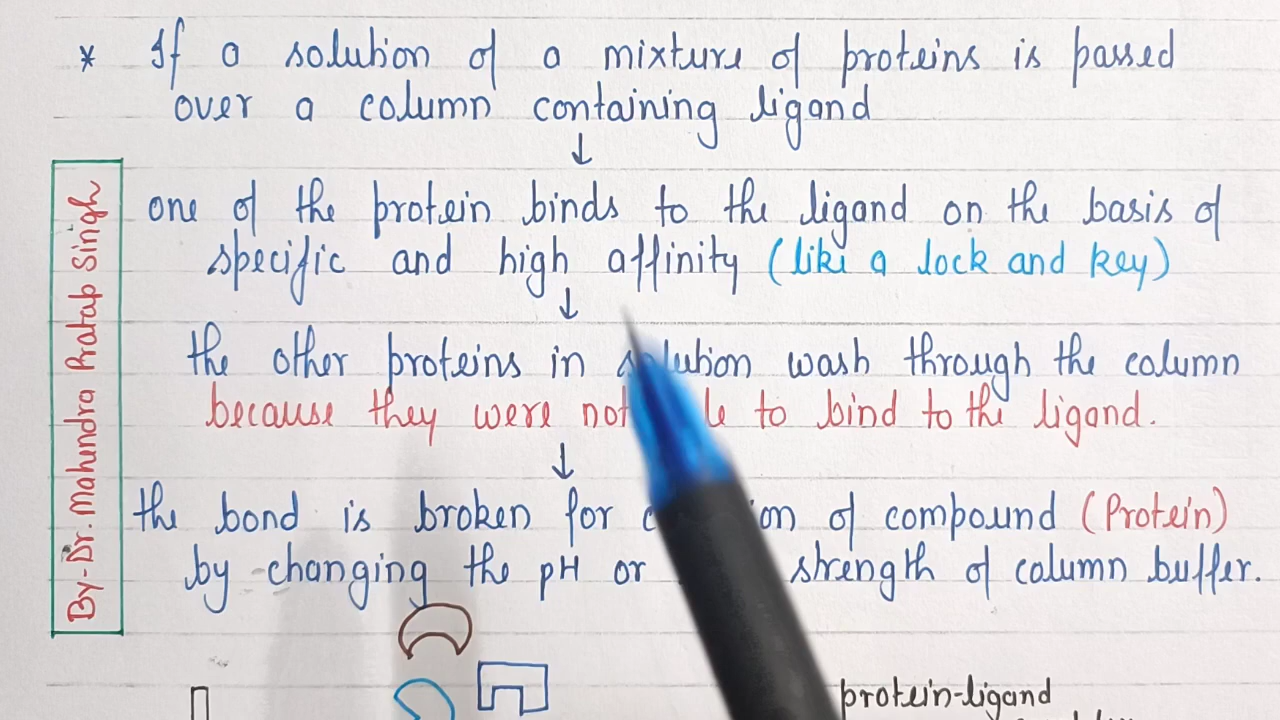 * If a solution of a mixture of proteins is passed
over a column containing ligand
↓
one of the protein binds to the ligand on the basis of
specific and high affinity (like a lock and key)
↓
the other proteins in solution wash through the column
because they were not to bind to the ligand.
↓
the bond is broken for of compound (Protein)
by changing the pH or strength of column buffer.
protein-ligand
By-Dr. Mahendra Pratap Singh